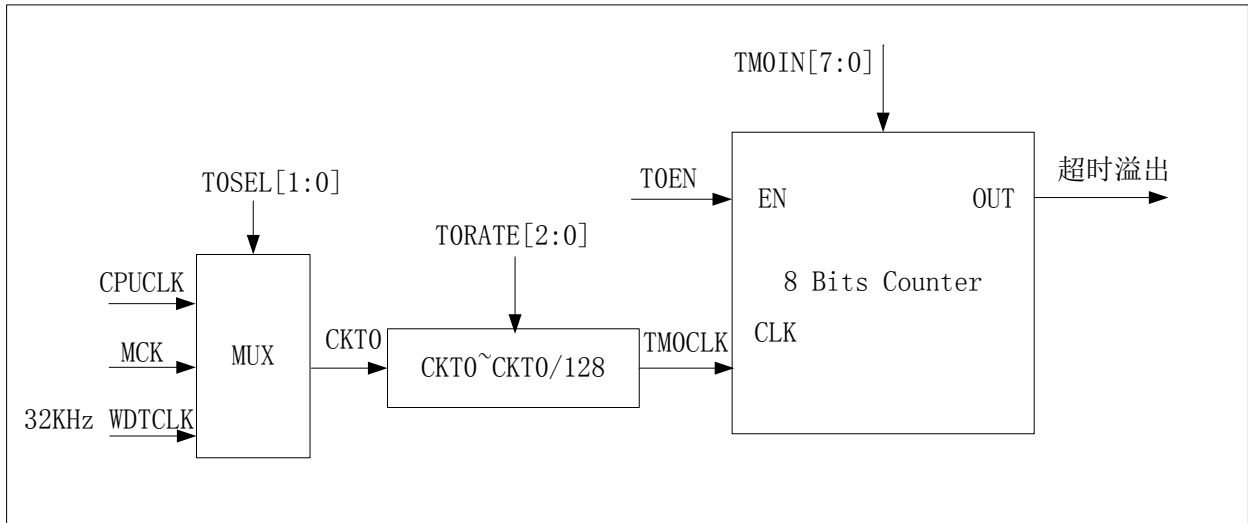 TM0IN[7:0]
T0SEL[1:0]
T0EN
EN
OUT
超时溢出
T0RATE[2:0]
CPUCLK
8 Bits Counter
MCK
MUX
CKT0
CKT0~CKT0/128
TM0CLK
CLK
32KHz WDTCLK